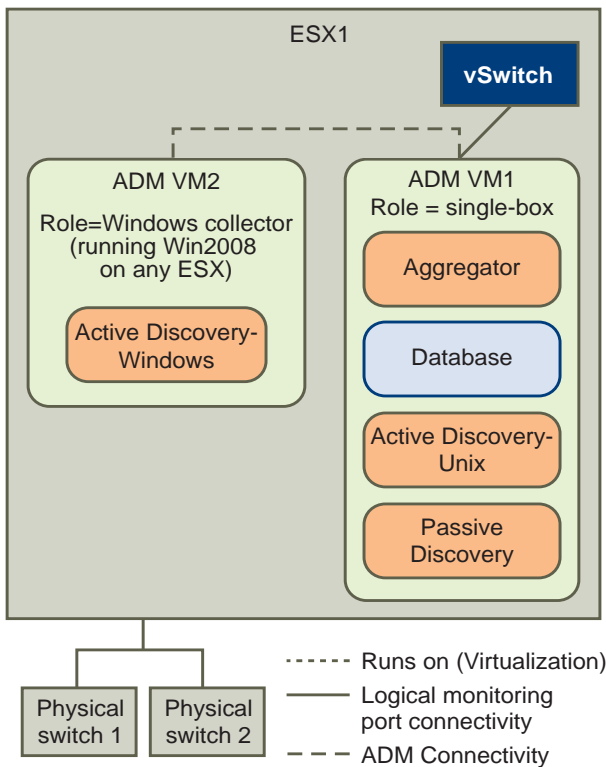 ESX1
vSwitch
ADM VM2
Role=Windows collector
(running Win2008
on any ESX)
Active Discovery-
Windows
ADM VM1
Role = single-box
Aggregator
Database
Active Discovery-
Unix
Passive
Discovery
Physical
switch 1
Physical
switch 2
Runs on (Virtualization)
Logical monitoring
port connectivity
ADM Connectivity